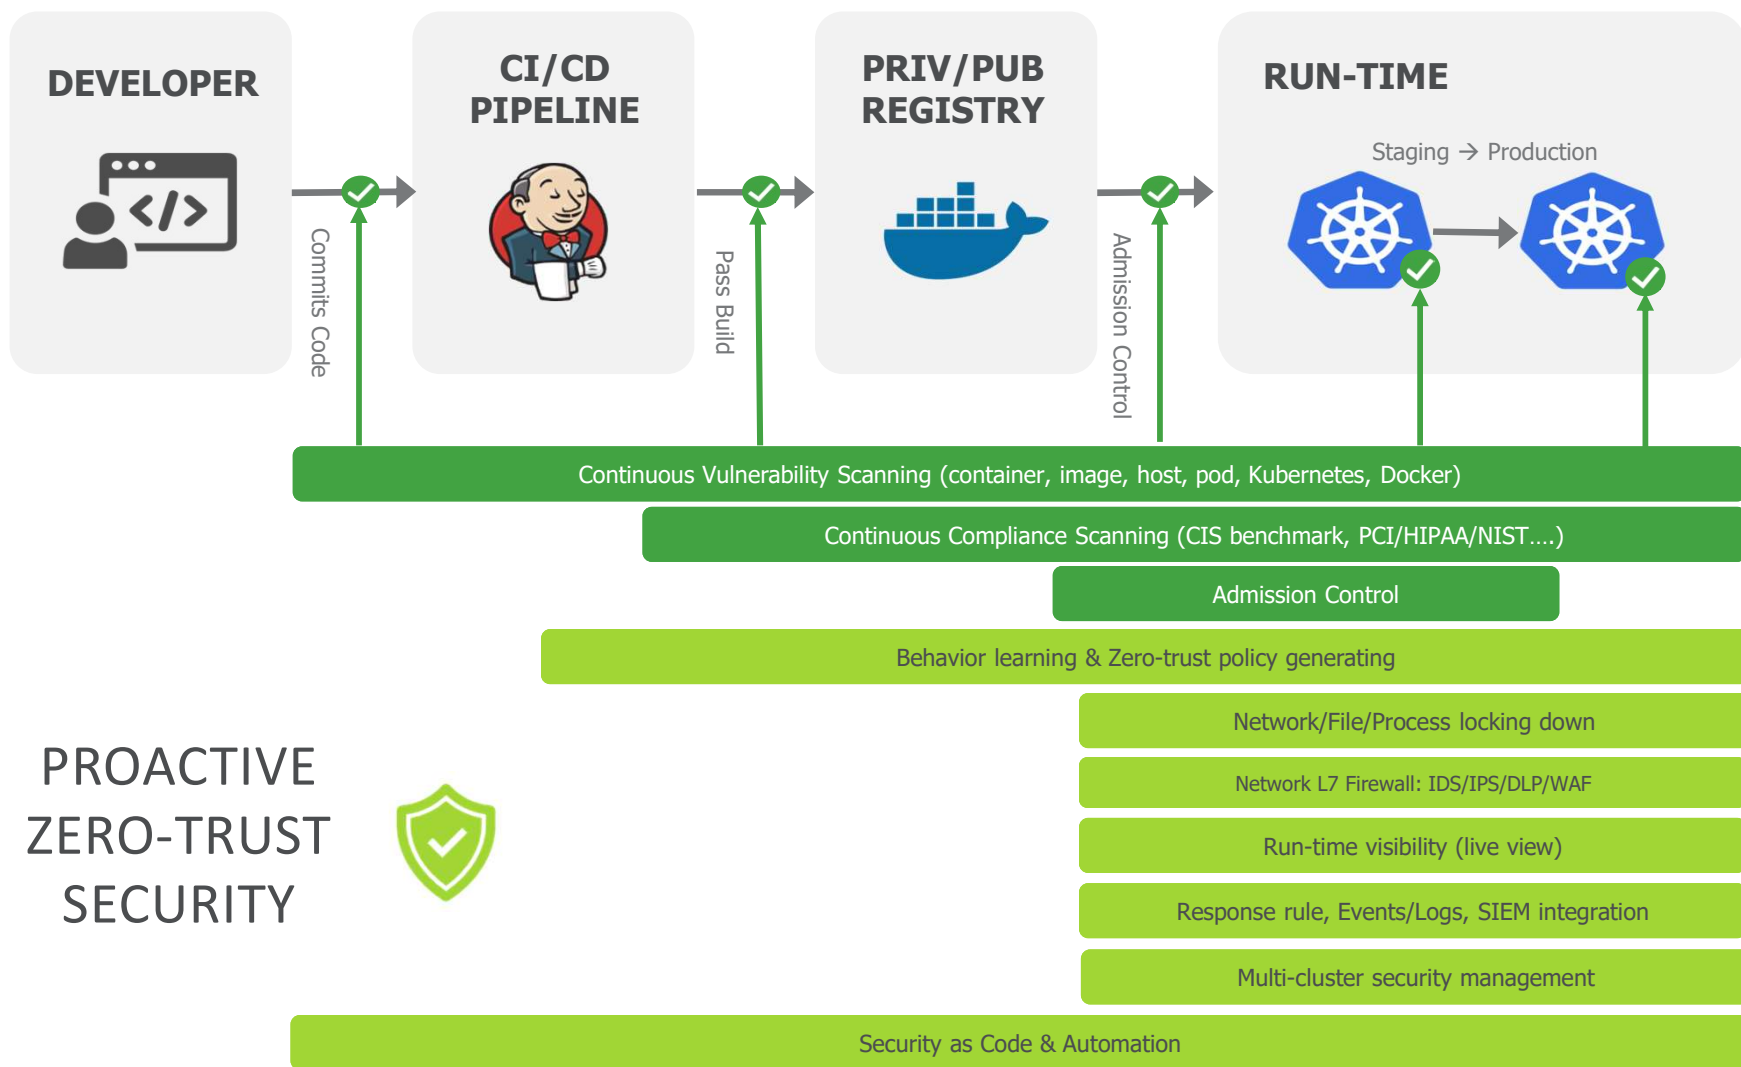 DEVELOPER
CI/CD
PIPELINE
PRIV/PUB
REGISTRY
RUN-TIME
Staging → Production
</>
Commits Code
Pass Build
Admission Control
Continuous Vulnerability Scanning (container, image, host, pod, Kubernetes, Docker)
Continuous Compliance Scanning (CIS benchmark, PCI/HIPAA/NIST….)
Admission Control
Behavior learning & Zero-trust policy generating
Network/File/Process locking down
Network L7 Firewall: IDS/IPS/DLP/WAF
Run-time visibility (live view)
Response rule, Events/Logs, SIEM integration
Multi-cluster security management
Security as Code & Automation
PROACTIVE
ZERO-TRUST
SECURITY